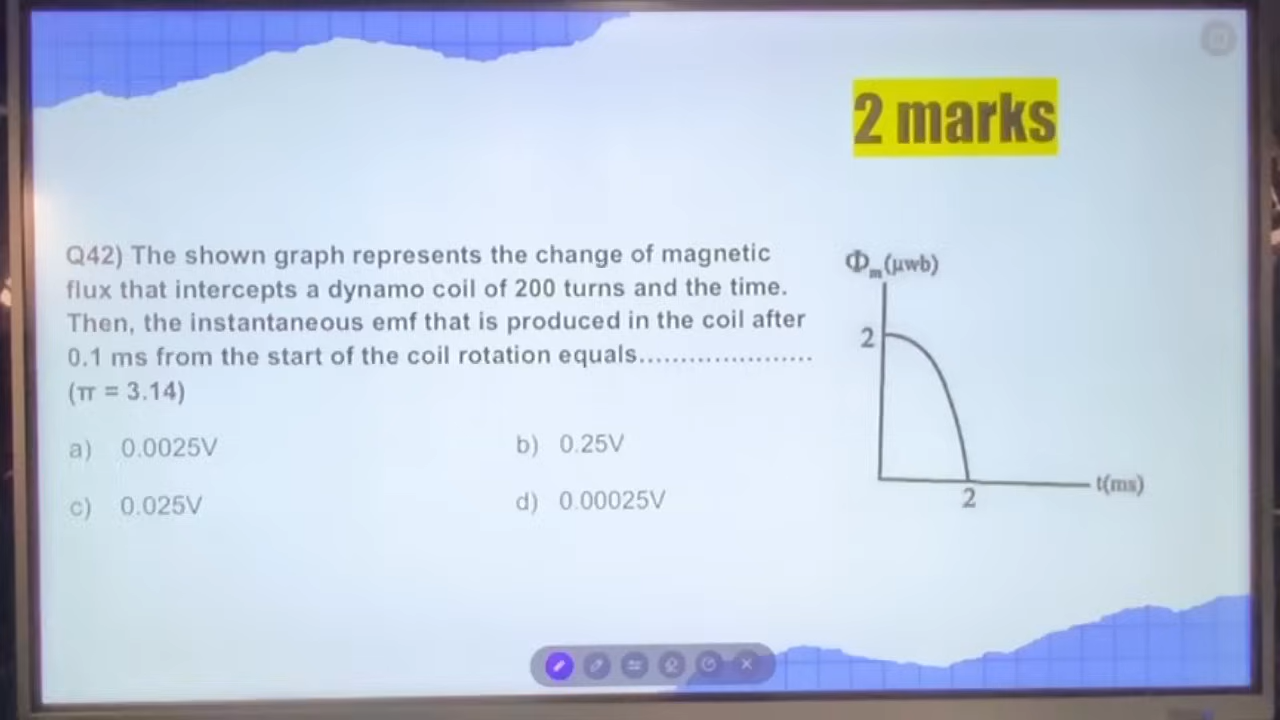 2 marks
Q42) The shown graph represents the change of magnetic
flux that intercepts a dynamo coil of 200 turns and the time.
Then, the instantaneous emf that is produced in the coil after
0.1 ms from the start of the coil rotation equals.....................
(π = 3.14)
a) 0.0025V
b) 0.25V
c) 0.025V
d) 0.00025V
Φm(μwb)
2
2
t(ms)